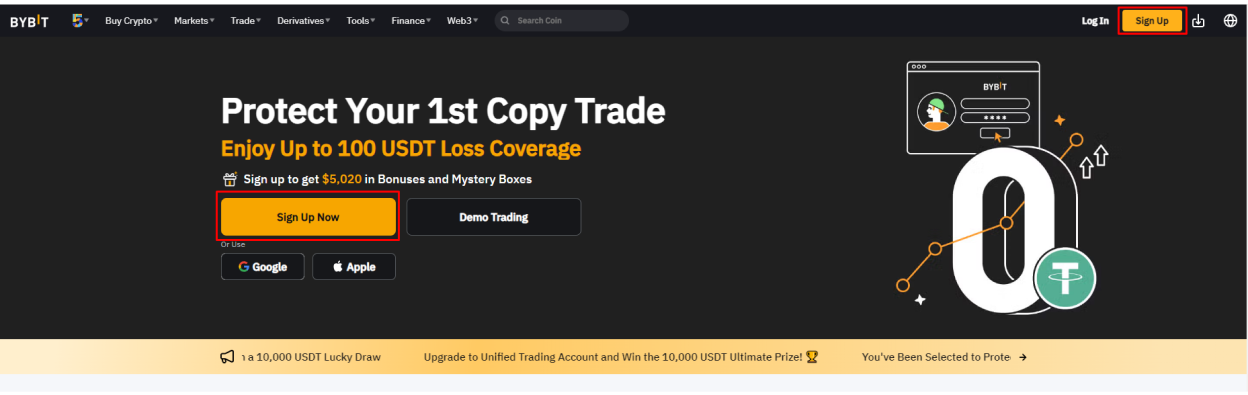 BYBIT
Buy Crypto Markets Trade Derivatives Tools Finance Web3 Search Coin Log In Sign Up
BYBIT
****
Protect Your 1st Copy Trade
Enjoy Up to 100 USDT Loss Coverage
Sign up to get $5,020 in Bonuses and Mystery Boxes
Sign Up Now Demo Trading
Or Use
Google Apple
a 10,000 USDT Lucky Draw Upgrade to Unified Trading Account and Win the 10,000 USDT Ultimate Prize! You've Been Selected to Prote